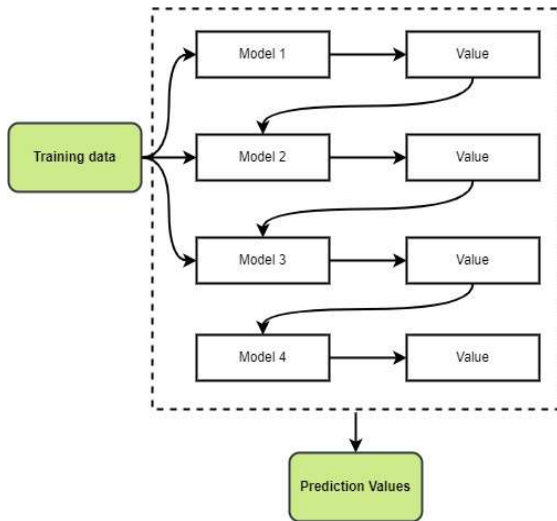 Model 1
Value
Training data
Model 2
Value
Model 3
Value
Model 4
Value
Prediction Values